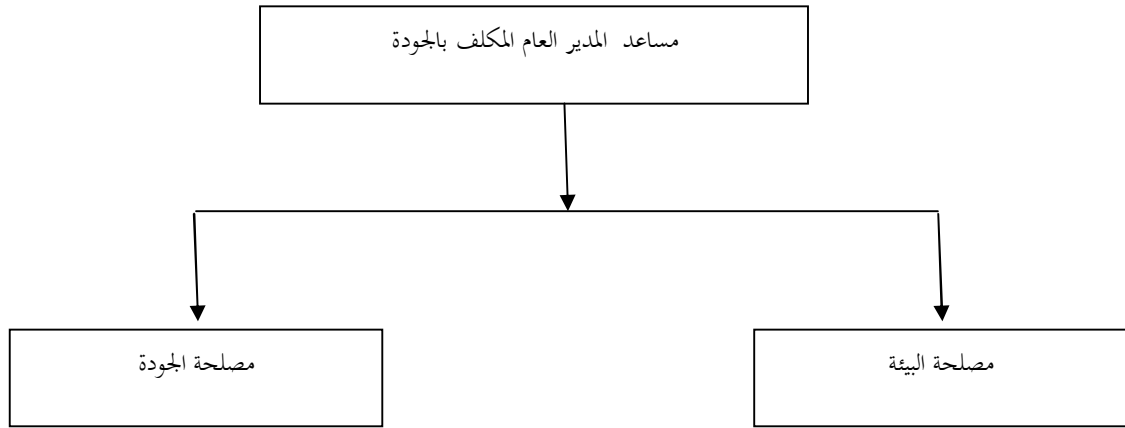 مساعد المدير العام المكلف بالجودة
مصلحة البيئة
مصلحة الجودة